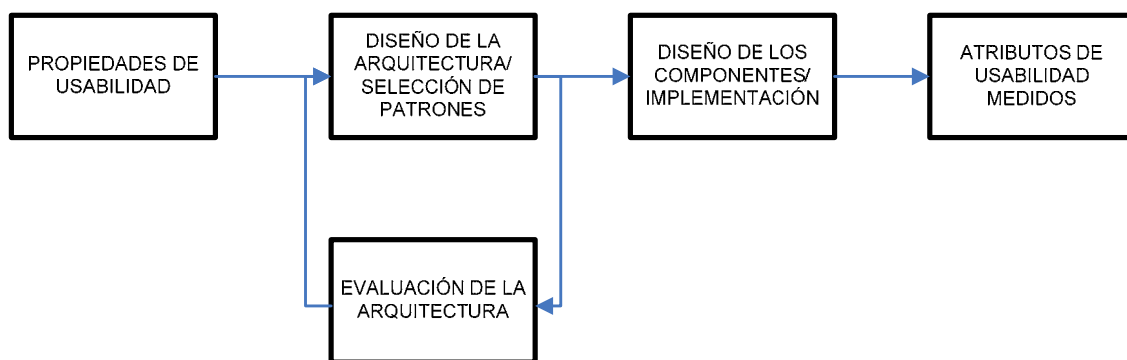 PROPIEDADES DE
USABILIDAD
DISEÑO DE LA
ARQUITECTURA/
SELECCIÓN DE
PATRONES
DISEÑO DE LOS
COMPONENTES/
IMPLEMENTACIÓN
ATRIBUTOS DE
USABILIDAD
MEDIDOS
EVALUACIÓN DE LA
ARQUITECTURA